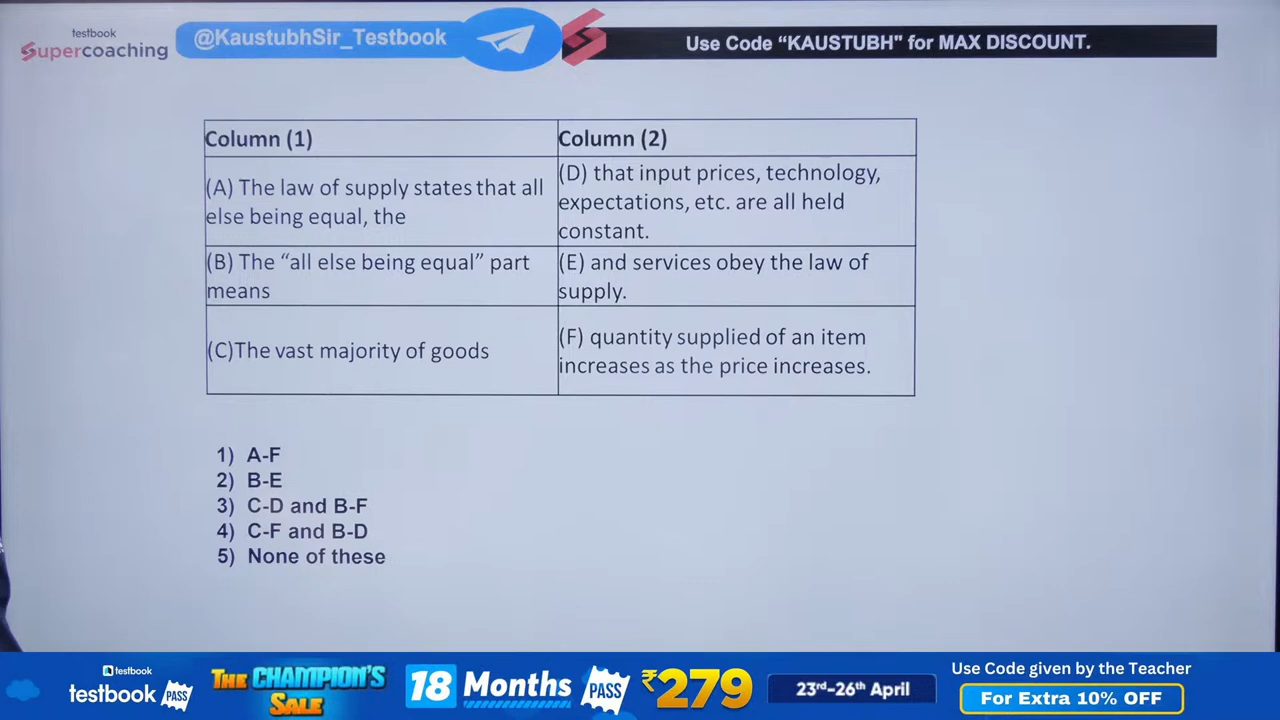 testbook
Supercoaching
@KaustubhSir_Testbook
Use Code “KAUSTUBH" for MAX DISCOUNT.
Column (1)
Column (2)
(A) The law of supply states that all
else being equal, the
(D) that input prices, technology,
expectations, etc. are all held
constant.
(B) The “all else being equal” part
means
(E) and services obey the law of
supply.
(C)The vast majority of goods
(F) quantity supplied of an item
increases as the price increases.
1) A-F
2) B-E
3) C-D and B-F
4) C-F and B-D
5) None of these
testbook
testbook PASS
THE CHAMPION'S
SALE
18 Months PASS ₹279
23rd-26th April
Use Code given by the Teacher
For Extra 10% OFF